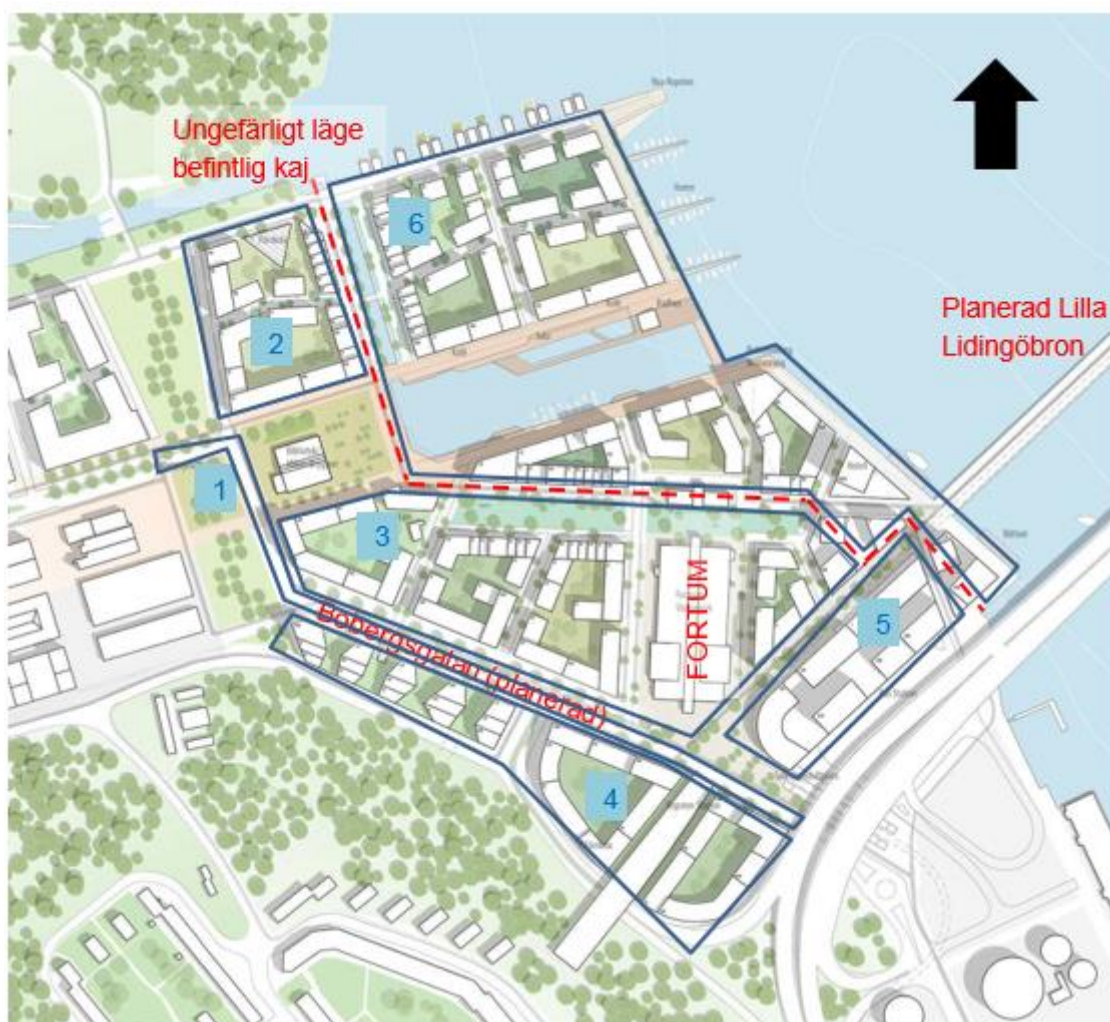 Ungefärligt läge
befintlig kaj
6
Planerad Lilla
Lidingöbron
2
1
3
FORTUM
5
Bobergsgatan (planerad)
4